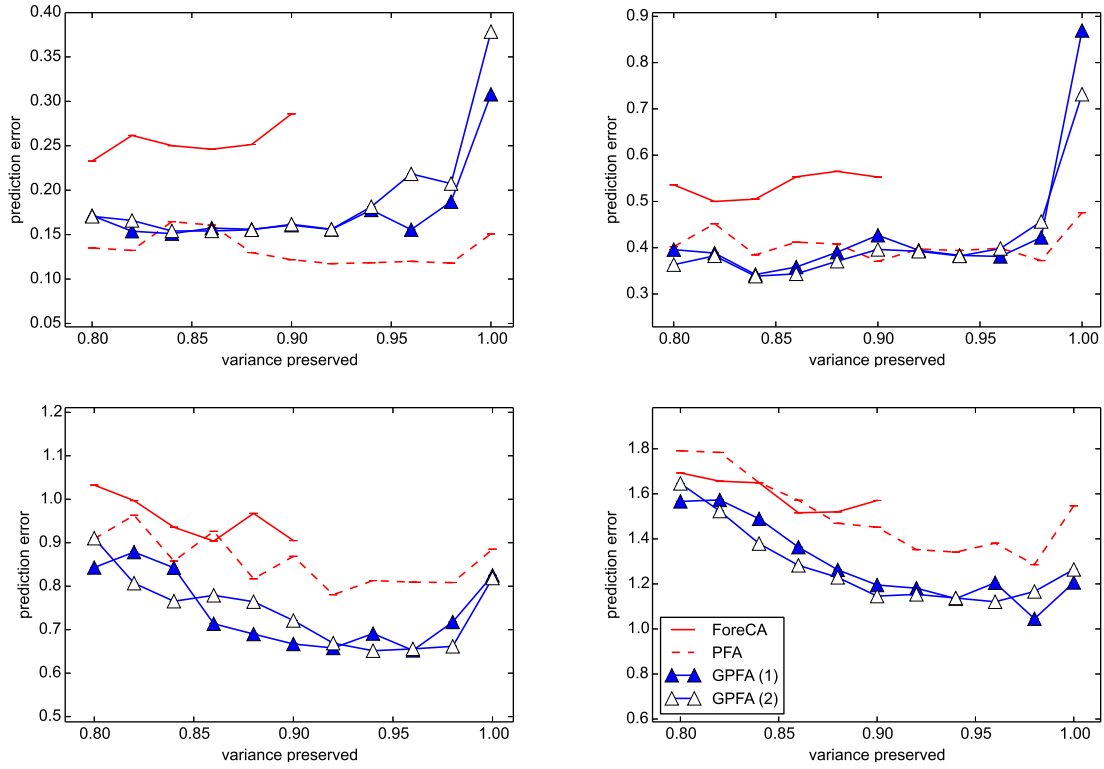 0.40
0.35
0.30
0.25
0.20
0.15
0.10
0.05
prediction error
0.80 0.85 0.90 0.95 1.00
variance preserved
0.9
0.8
0.7
0.6
0.5
0.4
0.3
prediction error
0.80 0.85 0.90 0.95 1.00
variance preserved
1.2
1.1
1.0
0.9
0.8
0.7
0.6
0.5
prediction error
0.80 0.85 0.90 0.95 1.00
variance preserved
1.8
1.6
1.4
1.2
1.0
0.8
0.6
prediction error
ForeCA
PFA
GPFA (1)
GPFA (2)
0.80 0.85 0.90 0.95 1.00
variance preserved